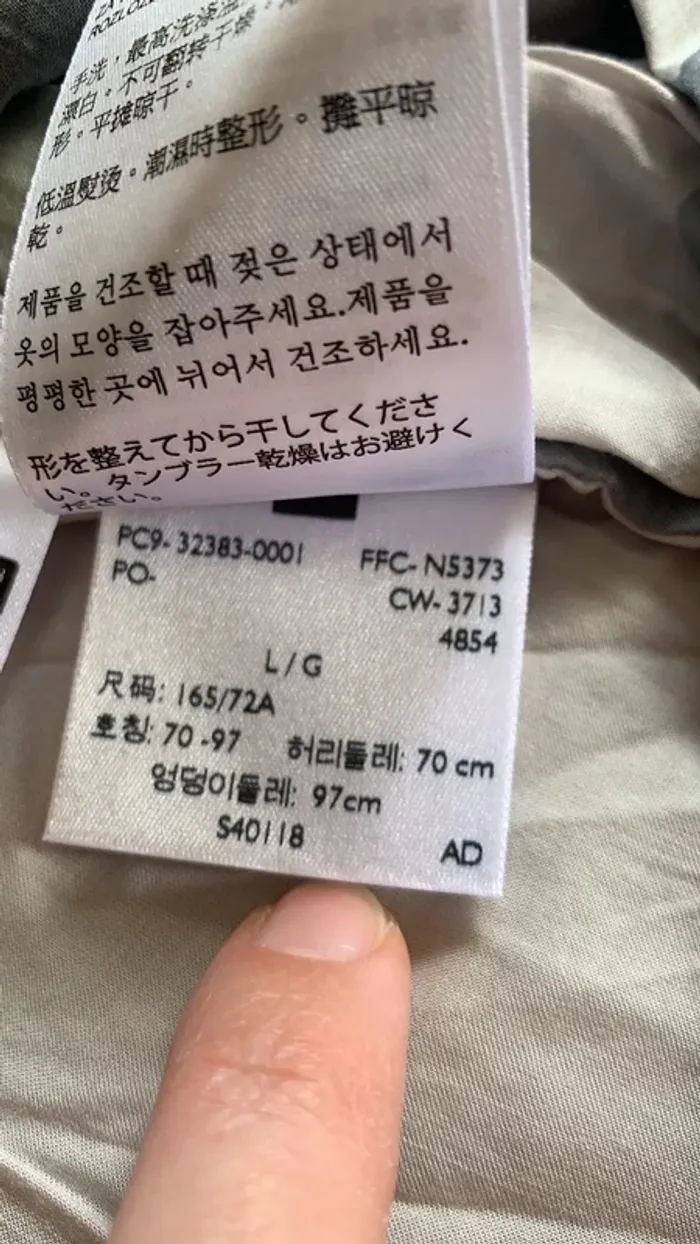 手洗，最高洗涤温
漂白。不可翻转干燥。
形。平摊晾干。
低溫熨烫。潮濕時整形。攤平晾
乾。
제품을 건조할 때 젖은 상태에서
옷의 모양을 잡아주세요.제품을
평평한 곳에 뉘어서 건조하세요.
形を整えてから干してくださ
い。タンブラー乾燥はお避けく
ださい。
PC9- 32383-0001 FFC- N5373
PO- CW- 3713
4854
L / G
尺码: 165/72A
호칭: 70 -97 허리둘레: 70 cm
엉덩이둘레: 97cm
S40118 AD